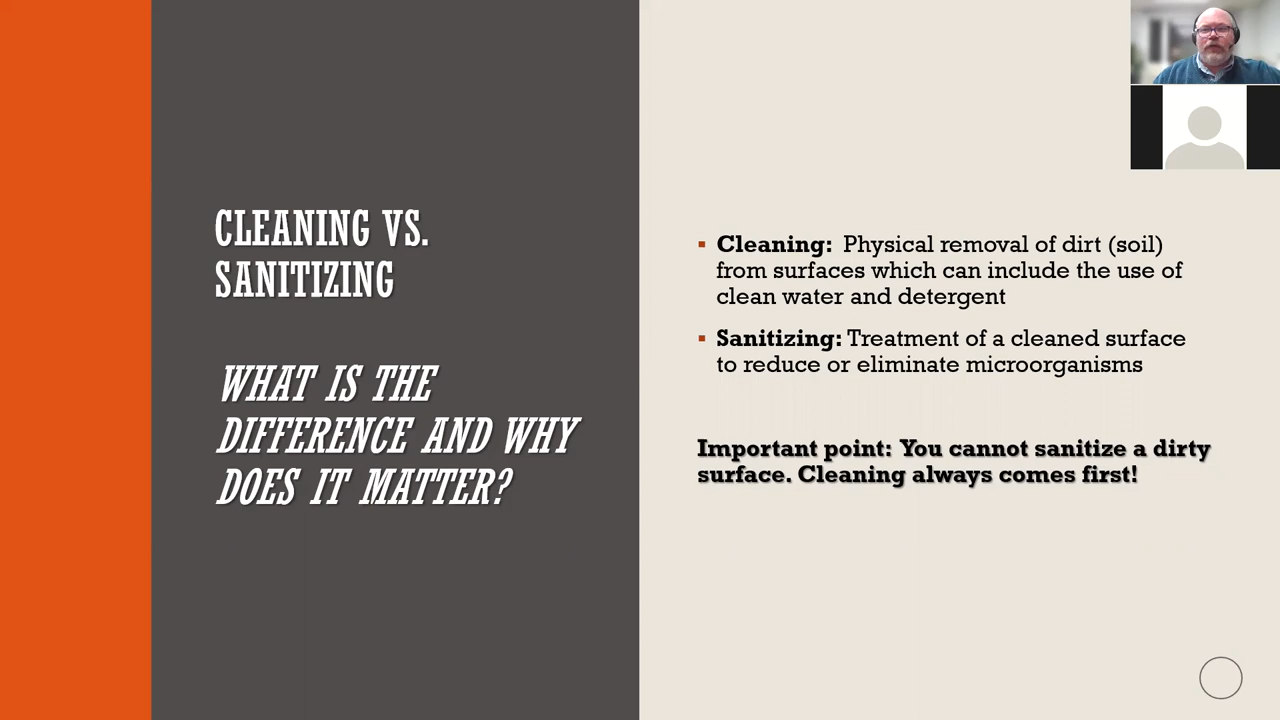 CLEANING VS.
SANITIZING
WHAT IS THE
DIFFERENCE AND WHY
DOES IT MATTER?
▪ Cleaning: Physical removal of dirt (soil)
from surfaces which can include the use of
clean water and detergent
▪ Sanitizing: Treatment of a cleaned surface
to reduce or eliminate microorganisms
Important point: You cannot sanitize a dirty
surface. Cleaning always comes first!